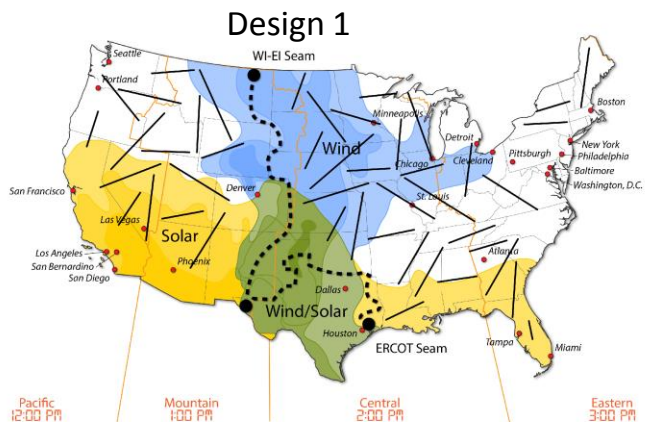 Design 1
WI-EI Seam
Seattle
Portland
Minneapolis
Boston
Detroit
Wind
New York
Chicago
Cleveland
Pittsburgh
Philadelphia
Baltimore
Washington, D.C.
San Francisco
Denver
St. Louis
Las Vegas
Solar
Los Angeles
Phoenix
Atlanta
San Bernardino
San Diego
Dallas
Wind/Solar
Houston
ERCOT Seam
Tampa
Miami
Pacific
Mountain
Central
Eastern
12:00 PM
1:00 PM
2:00 PM
3:00 PM